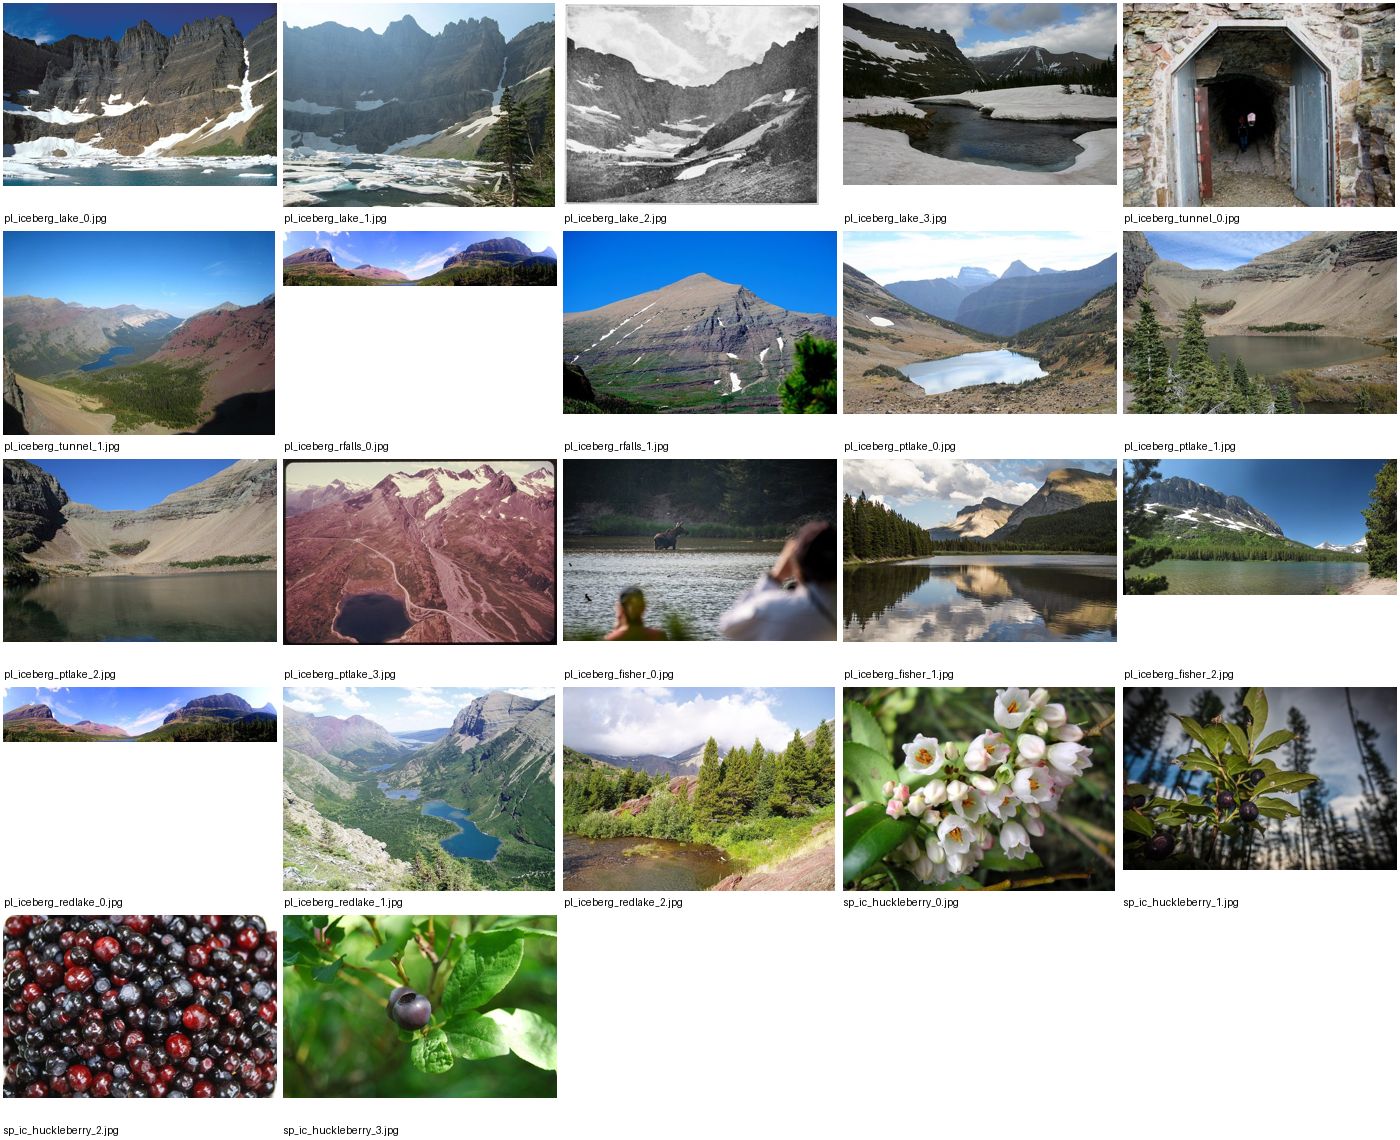 pl_iceberg_lake_0.jpg
pl_iceberg_lake_1.jpg
pl_iceberg_lake_2.jpg
pl_iceberg_lake_3.jpg
pl_iceberg_tunnel_0.jpg
pl_iceberg_tunnel_1.jpg
pl_iceberg_rfalls_0.jpg
pl_iceberg_rfalls_1.jpg
pl_iceberg_ptlake_0.jpg
pl_iceberg_ptlake_1.jpg
pl_iceberg_ptlake_2.jpg
pl_iceberg_ptlake_3.jpg
pl_iceberg_fisher_0.jpg
pl_iceberg_fisher_1.jpg
pl_iceberg_fisher_2.jpg
pl_iceberg_redlake_0.jpg
pl_iceberg_redlake_1.jpg
pl_iceberg_redlake_2.jpg
sp_ic_huckleberry_0.jpg
sp_ic_huckleberry_1.jpg
sp_ic_huckleberry_2.jpg
sp_ic_huckleberry_3.jpg